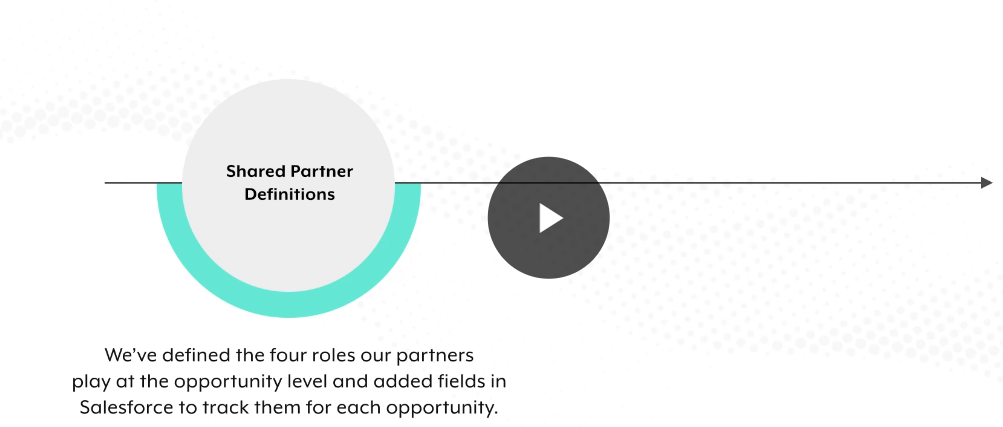 Shared Partner
Definitions
We’ve defined the four roles our partners
play at the opportunity level and added fields in
Salesforce to track them for each opportunity.